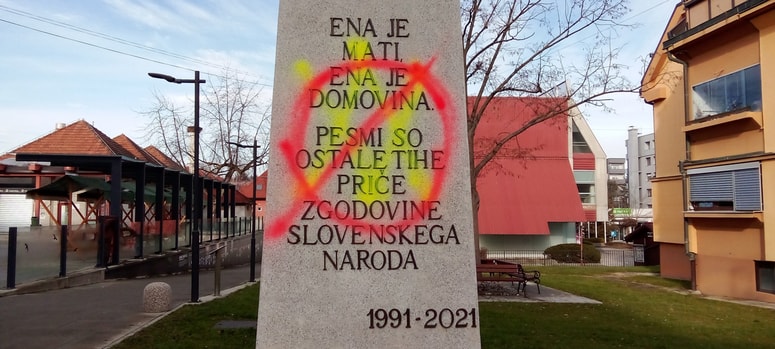 ENA JE
MATI,
ENA JE
DOMOVINA.
PESMI SO
OSTALE TIHE
PRIČE
ZGODOVINE
SLOVENSKEGA
NARODA
1991-2021